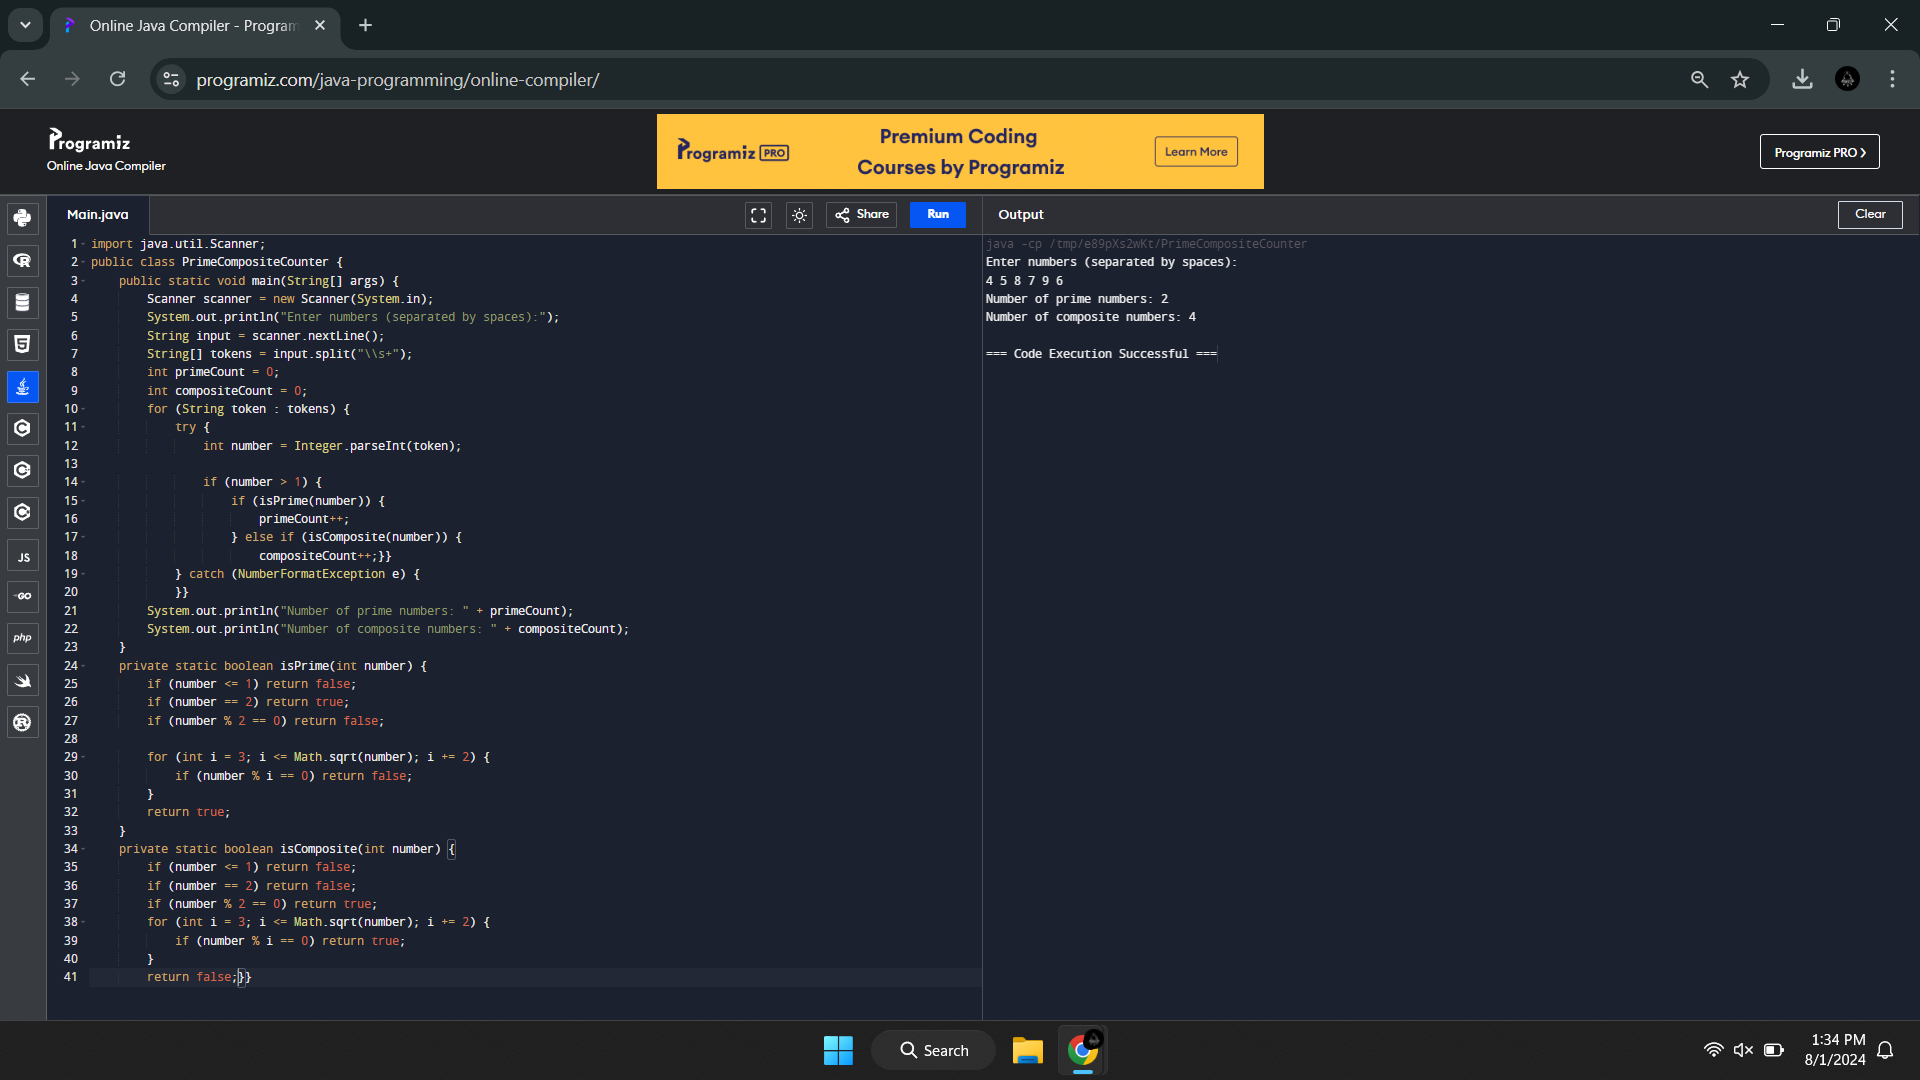 Online Java Compiler - Program
programiz.com/java-programming/online-compiler/
Programiz
Online Java Compiler
Programiz PRO
Premium Coding
Courses by Programiz
Learn More
Programiz PRO
Main.java
Share
Run
Output
Clear
1 import java.util.Scanner;
2 public class PrimeCompositeCounter {
3     public static void main(String[] args) {
4         Scanner scanner = new Scanner(System.in);
5         System.out.println("Enter numbers (separated by spaces):");
6         String input = scanner.nextLine();
7         String[] tokens = input.split("\\s+");
8         int primeCount = 0;
9         int compositeCount = 0;
10         for (String token : tokens) {
11             try {
12                 int number = Integer.parseInt(token);
13
14                 if (number > 1) {
15                     if (isPrime(number)) {
16                         primeCount++;
17                     } else if (isComposite(number)) {
18                         compositeCount++;}}
19             } catch (NumberFormatException e) {
20             }}
21         System.out.println("Number of prime numbers: " + primeCount);
22         System.out.println("Number of composite numbers: " + compositeCount);
23     }
24     private static boolean isPrime(int number) {
25         if (number <= 1) return false;
26         if (number == 2) return true;
27         if (number % 2 == 0) return false;
28
29         for (int i = 3; i <= Math.sqrt(number); i += 2) {
30             if (number % i == 0) return false;
31         }
32         return true;
33     }
34     private static boolean isComposite(int number) {
35         if (number <= 1) return false;
36         if (number == 2) return false;
37         if (number % 2 == 0) return true;
38         for (int i = 3; i <= Math.sqrt(number); i += 2) {
39             if (number % i == 0) return true;
40         }
41         return false;}}
java -cp /tmp/e89pXs2wKt/PrimeCompositeCounter
Enter numbers (separated by spaces):
4 5 8 7 9 6
Number of prime numbers: 2
Number of composite numbers: 4
=== Code Execution Successful ===
R
5
C
C
C
JS
GO
php
Search
1:34 PM
8/1/2024